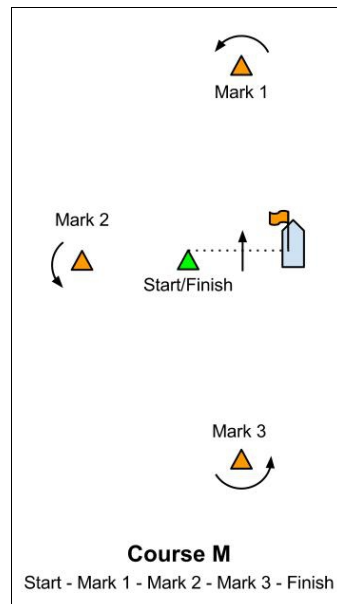 Mark 1
Mark 2
Start/Finish
Mark 3
Course M
Start - Mark 1 - Mark 2 - Mark 3 - Finish